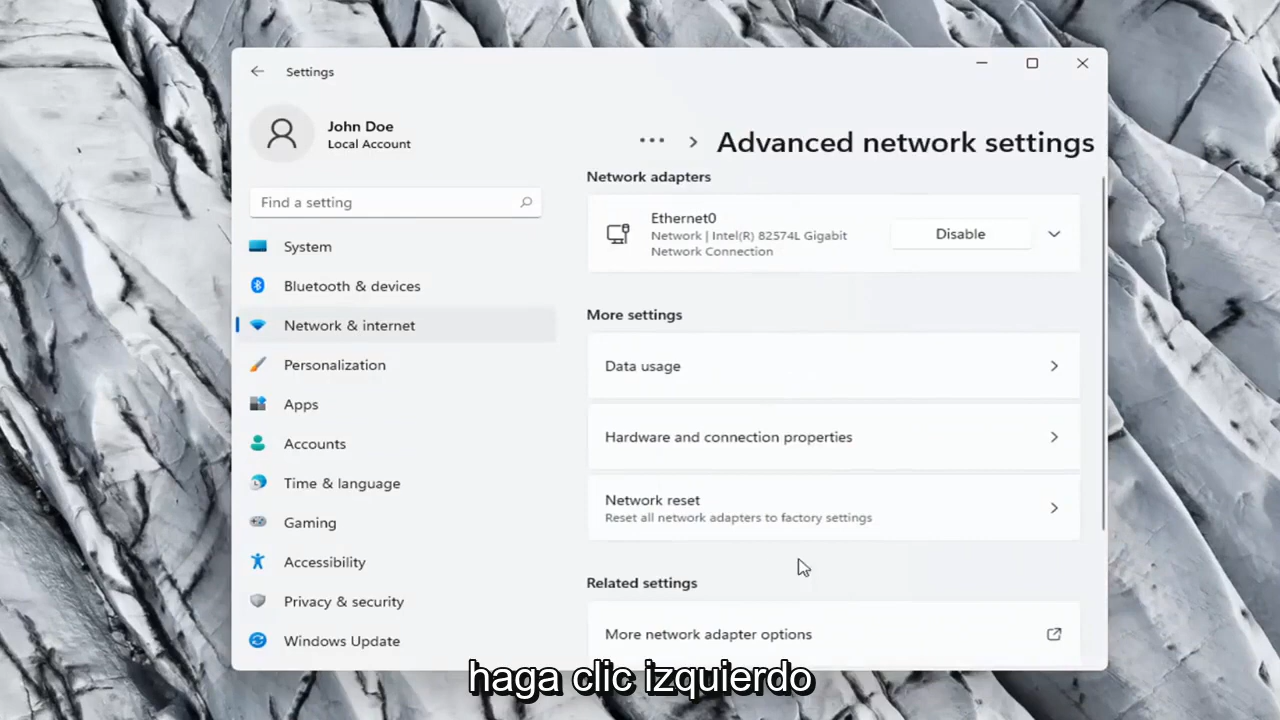 Settings
John Doe
Local Account
Find a setting
System
Bluetooth & devices
Network & internet
Personalization
Apps
Accounts
Time & language
Gaming
Accessibility
Privacy & security
Windows Update
Advanced network settings
Network adapters
Ethernet0
Network | Intel(R) 82574L Gigabit
Network Connection
Disable
More settings
Data usage
Hardware and connection properties
Network reset
Reset all network adapters to factory settings
Related settings
More network adapter options
haga clic izquierdo